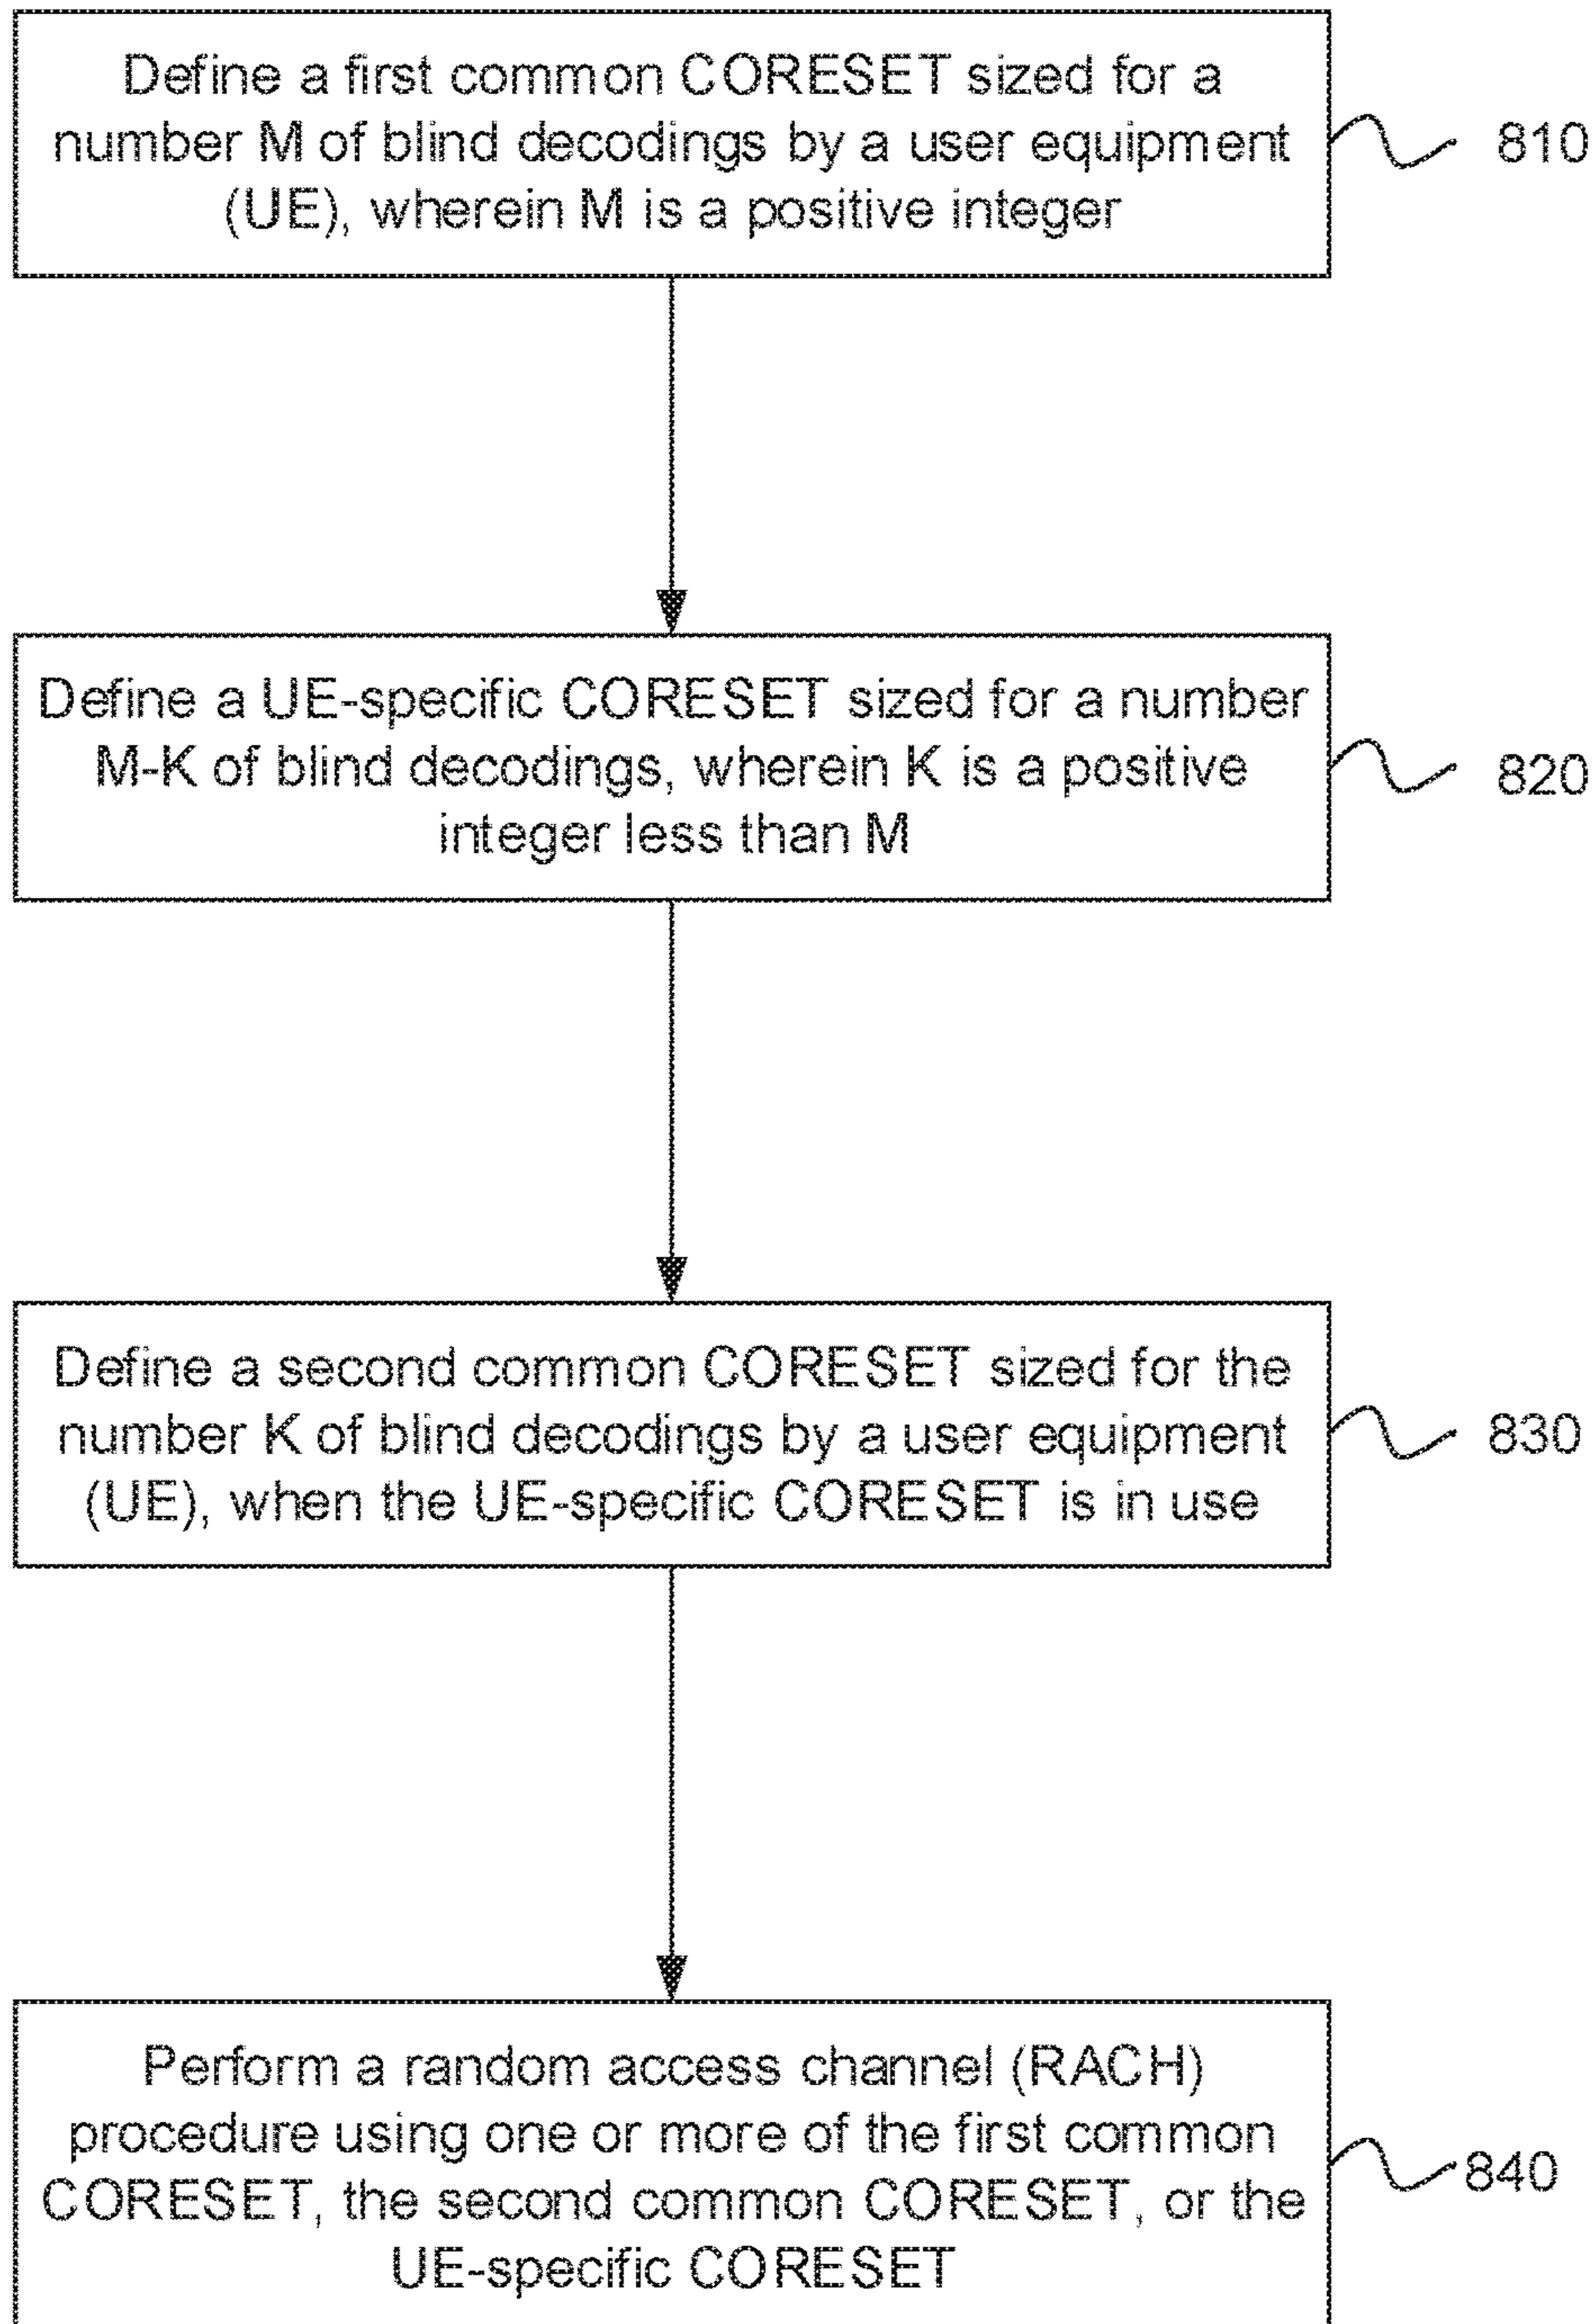 Define a first common CORESET sized for a
number M of blind decodings by a user equipment
(UE), wherein M is a positive integer
810
Define a UE-specific CORESET sized for a number
M-K of blind decodings, wherein K is a positive
integer less than M
820
Define a second common CORESET sized for the
number K of blind decodings by a user equipment
(UE), when the UE-specific CORESET is in use
830
Perform a random access channel (RACH)
procedure using one or more of the first common
CORESET, the second common CORESET, or the
UE-specific CORESET
840